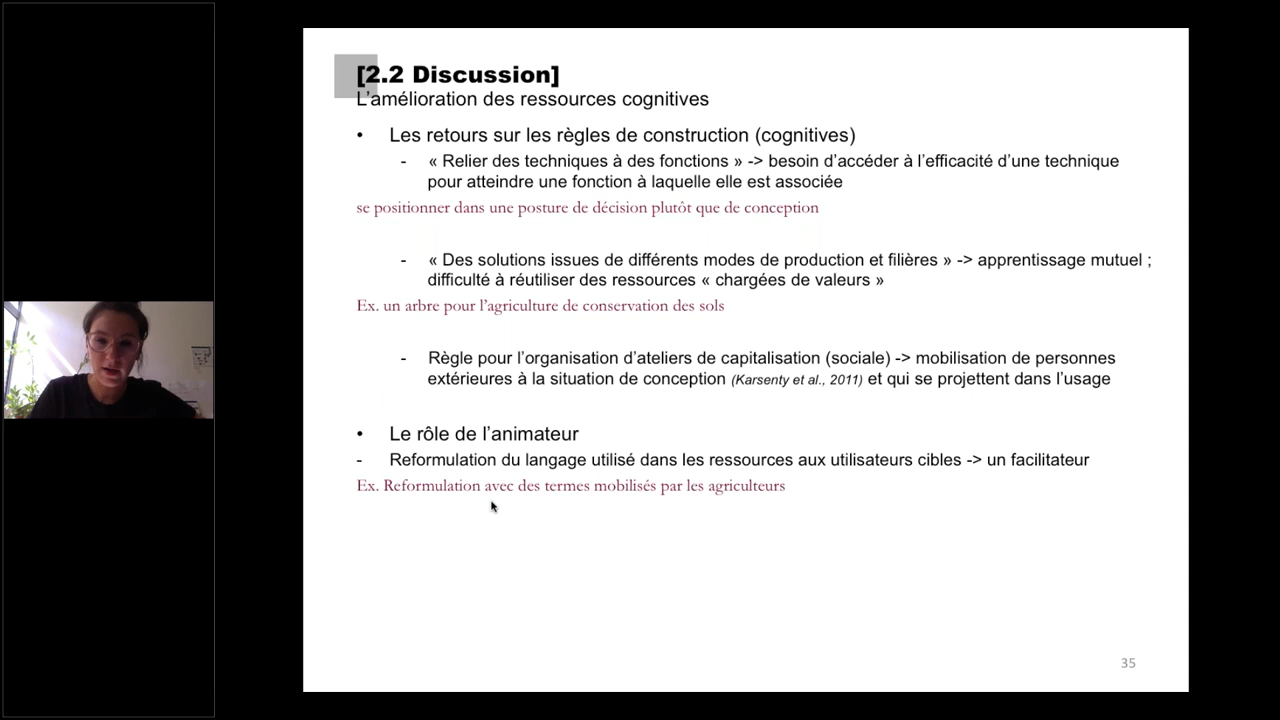 [2.2 Discussion]
L’amélioration des ressources cognitives
• Les retours sur les règles de construction (cognitives)
- « Relier des techniques à des fonctions » -> besoin d’accéder à l’efficacité d’une technique
pour atteindre une fonction à laquelle elle est associée
se positionner dans une posture de décision plutôt que de conception
- « Des solutions issues de différents modes de production et filières » -> apprentissage mutuel ;
difficulté à réutiliser des ressources « chargées de valeurs »
Ex. un arbre pour l’agriculture de conservation des sols
- Règle pour l’organisation d’ateliers de capitalisation (sociale) -> mobilisation de personnes
extérieures à la situation de conception (Karsenty et al., 2011) et qui se projettent dans l’usage
• Le rôle de l’animateur
- Reformulation du langage utilisé dans les ressources aux utilisateurs cibles -> un facilitateur
Ex. Reformulation avec des termes mobilisés par les agriculteurs
35